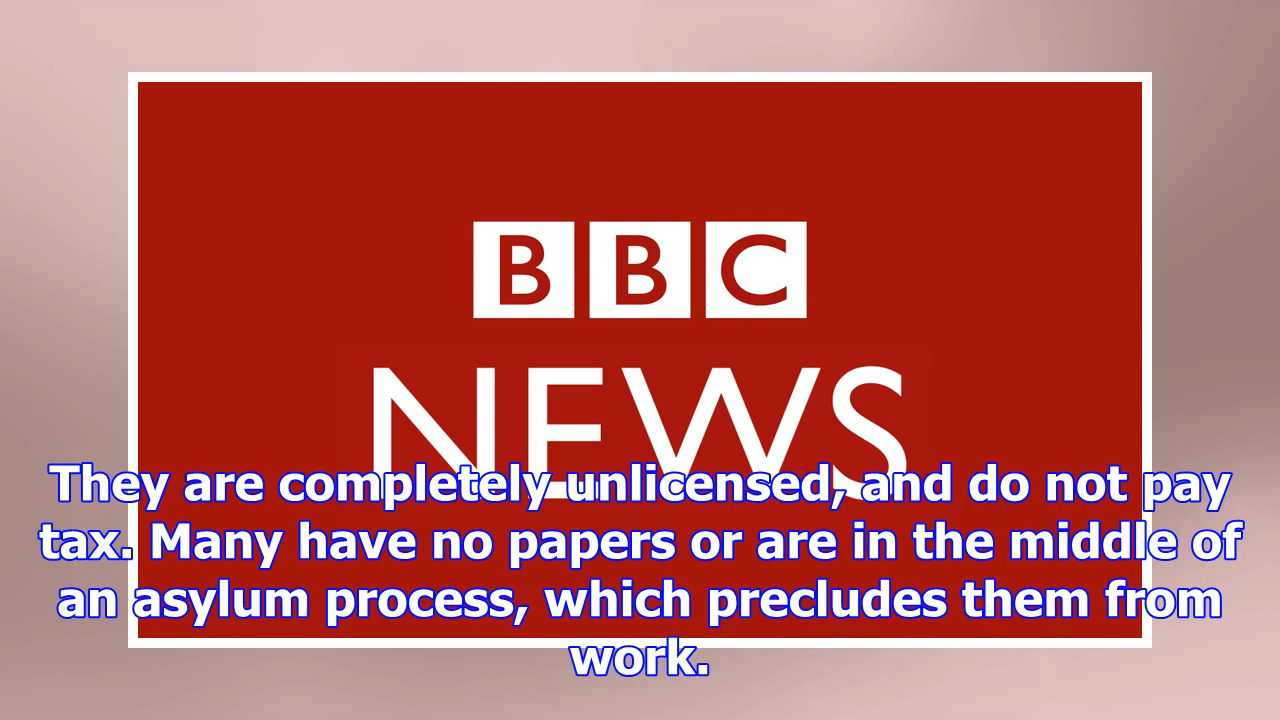 BBC
NEWS
They are completely unlicensed, and do not pay
tax. Many have no papers or are in the middle of
an asylum process, which precludes them from
work.